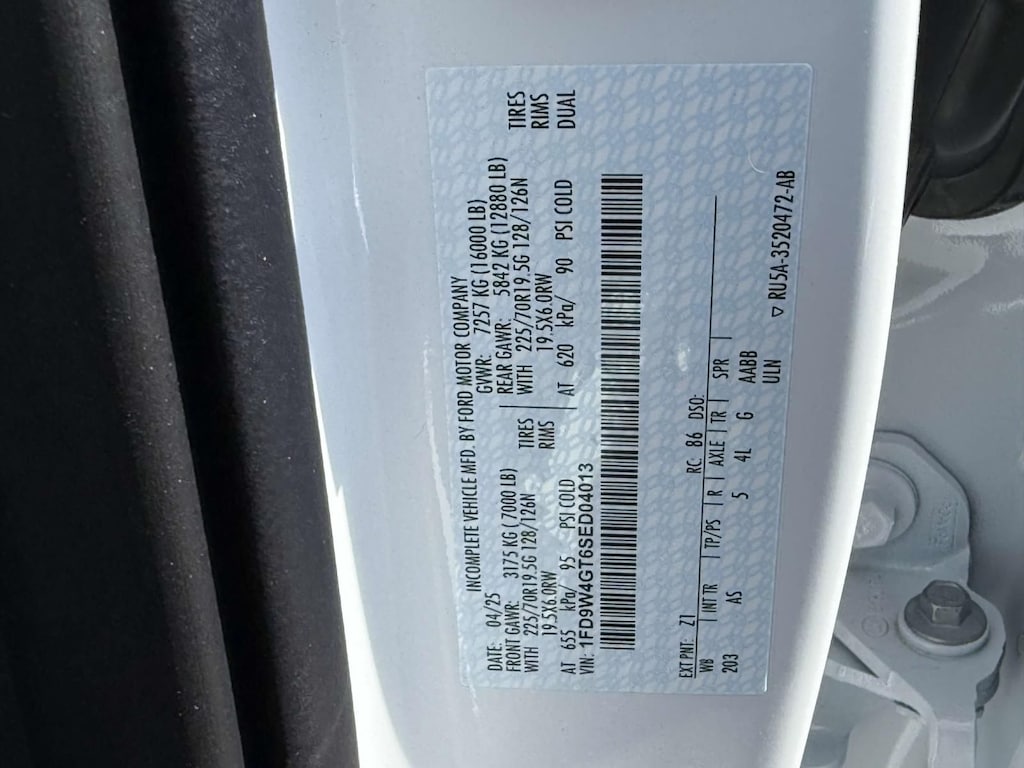 INCOMPLETE VEHICLE MFD. BY FORD MOTOR COMPANY
DATE: 04/25 GVWR: 7257 KG (16000 LB)
FRONT GAWR: 3175 KG ( 7000 LB) REAR GAWR: 5842 KG (12880 LB)
WITH 225/70R19.5G 128/126N TIRES WITH 225/70R19.5G 128/126N TIRES
19.5X6.0RW RIMS 19.5X6.0RW RIMS
AT 655 kPa/ 95 PSI COLD AT 620 kPa/ 90 PSI COLD DUAL
VIN: 1FD9W4GT6SED04013
EXT PNT: Z1 RC: 86 DSO:
WB INT TR TP/PS R AXLE TR SPR
203 AS 5 4L G AABB
ULN
▽ RU5A-3520472-AB